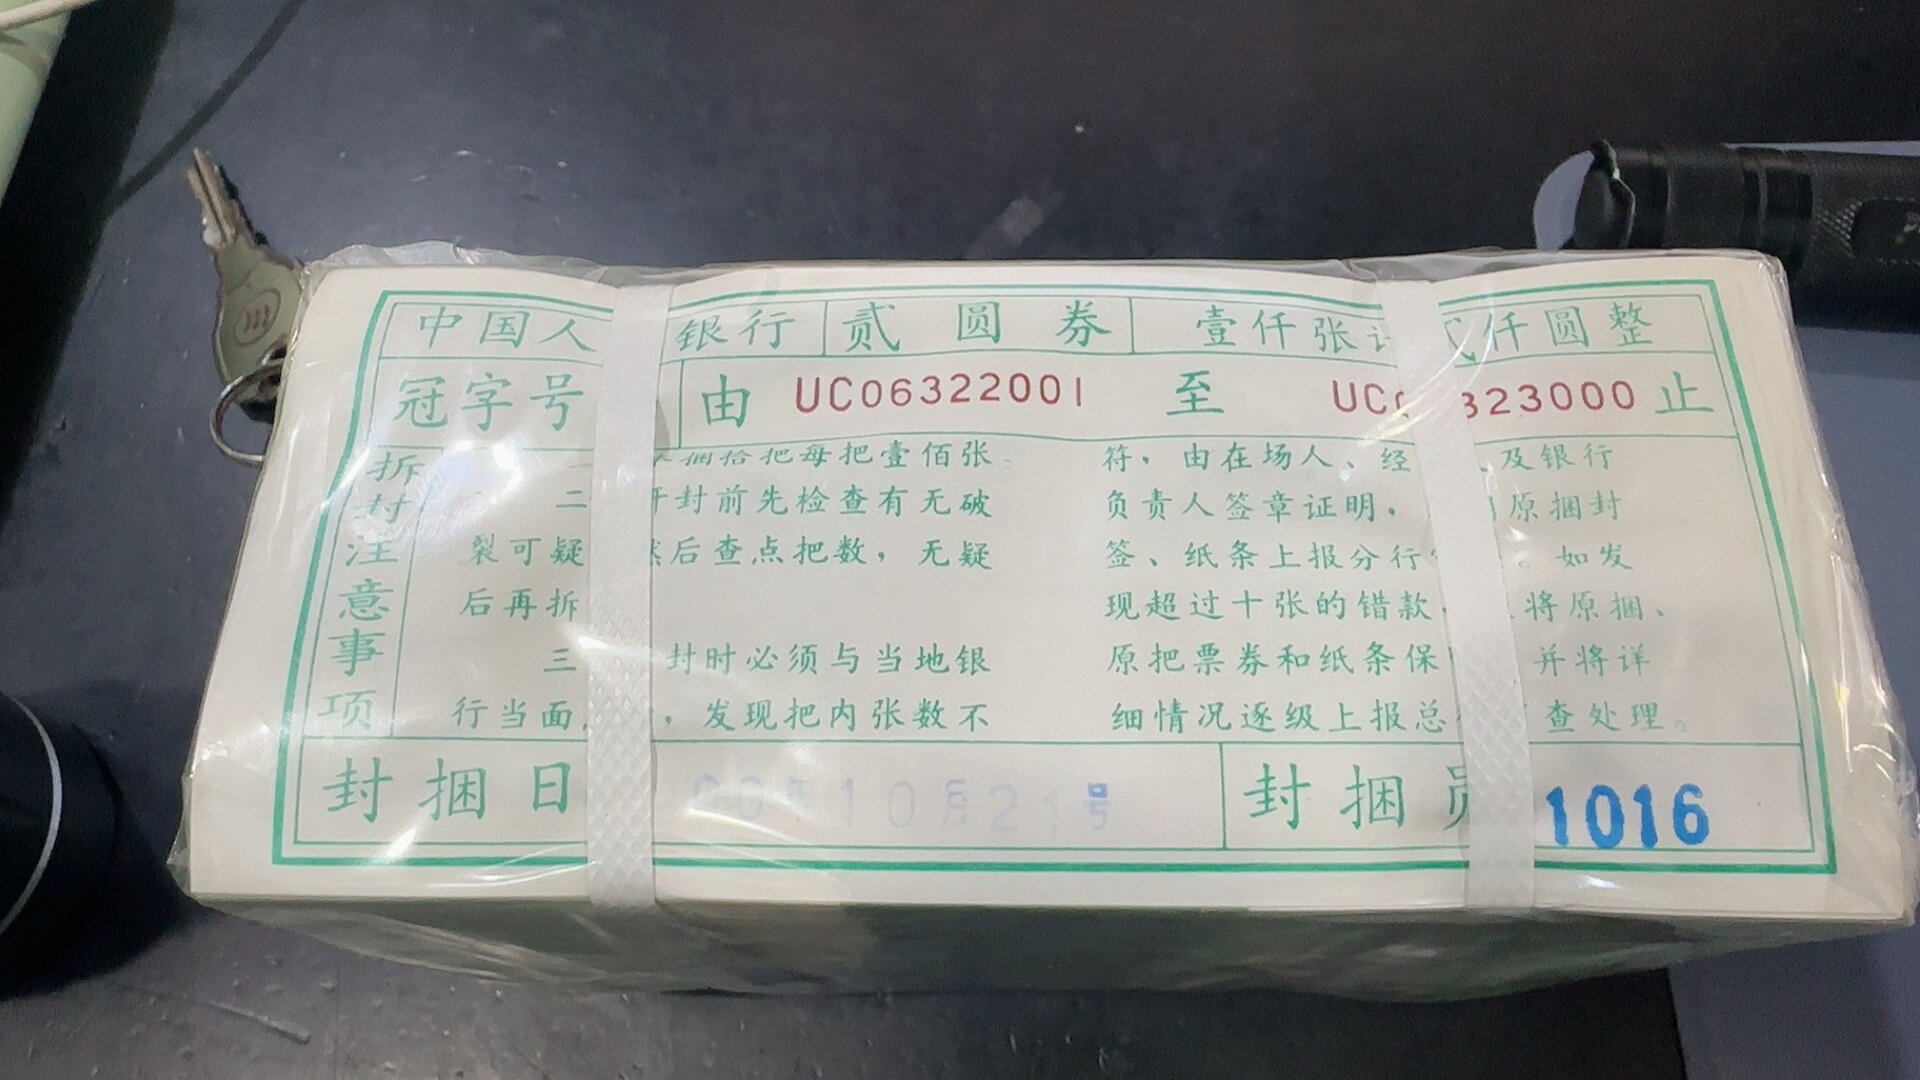 中国人 银行 贰圆券 壹仟张 仟圆整
冠字号 由 UC06322001 至 UC 323000 止
拆封注意事项
捆拾把每把壹佰张。
二 封前先检查有无破
裂可疑 后查点把数，无疑
后再拆
三 封时必须与当地银
行当面 ，发现把内张数不
符，由在场人、经 及银行
负责人签章证明， 原捆封
签、纸条上报分行 。如发
现超过十张的错款， 将原捆、
原把票券和纸条保 并将详
细情况逐级上报总 查处理。
封捆日 年10月21号 封捆员 1016